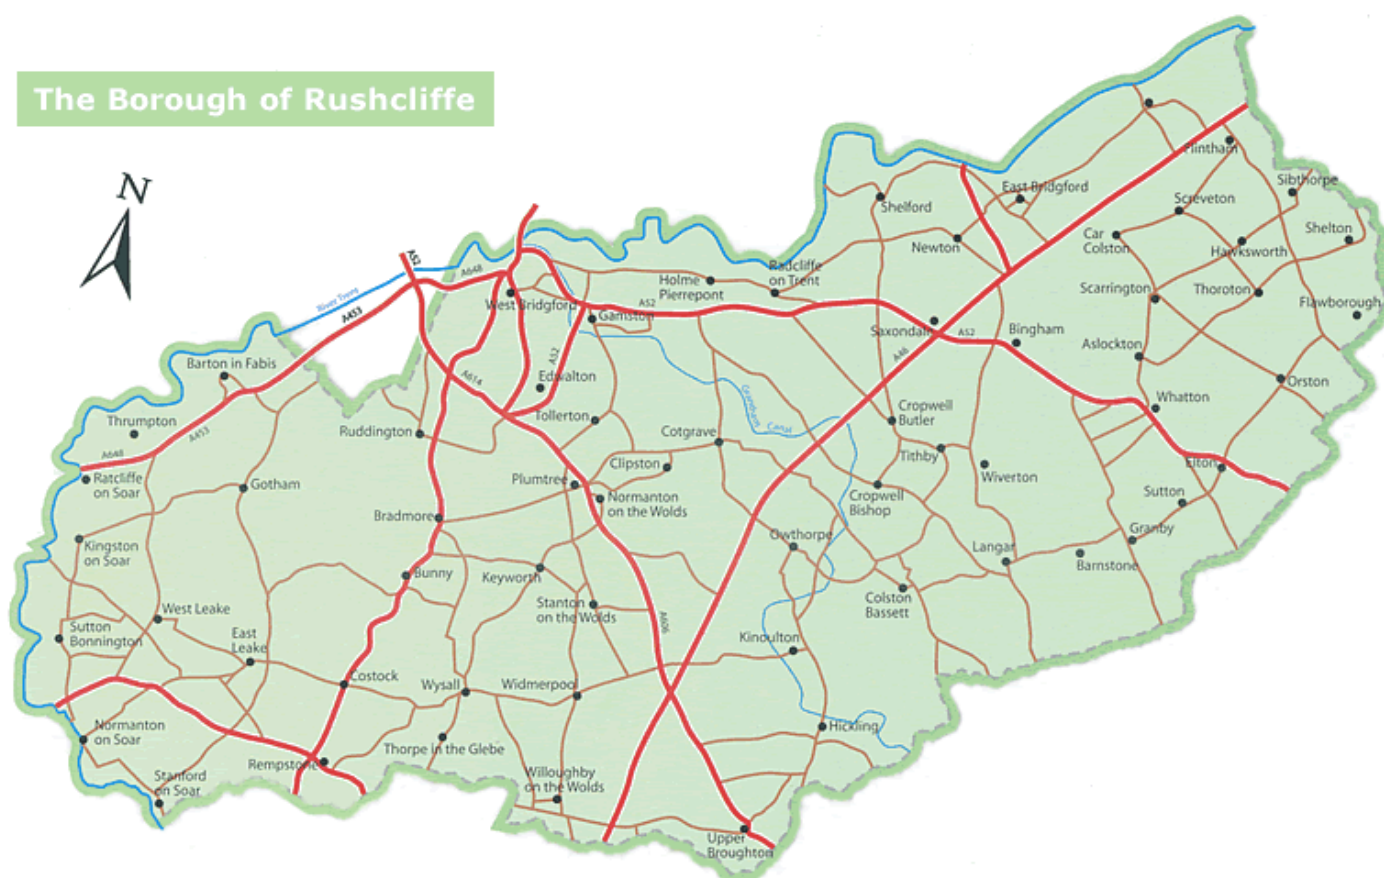 The Borough of Rushcliffe
N
Flintham
Sibthorpe
East Bridgford
Screveton
Shelford
Shelton
Car
Colston
Newton
Hawksworth
A52
A648
Radcliffe
on Trent
Holme
Pierrepont
Scarrington
Thoroton
River Trent
Flawborough
West Bridgford
A52
A453
Gamston
Saxondale
A52
Bingham
Aslockton
A46
A52
Barton in Fabis
A614
Edwalton
Orston
Grantham
Canal
Whatton
Cropwell
Butler
Tollerton
Thrumpton
Ruddington
Cotgrave
A453
A648
Tithby
Clipston
Elton
Ratcliffe
on Soar
Gotham
Plumtree
Wiverton
Normanton
on the Wolds
Cropwell
Bishop
Sutton
Bradmore
Granby
Owthorpe
Kingston
on Soar
Langar
Barnstone
Bunny
Keyworth
Stanton
on the Wolds
Colston
Bassett
West Leake
A606
Sutton
Bonnington
East
Leake
Kinoulton
Costock
Wysall
Widmerpool
Normanton
on Soar
Hickling
Thorpe in the Glebe
Rempstone
Stanford
on Soar
Willoughby
on the Wolds
Upper
Broughton